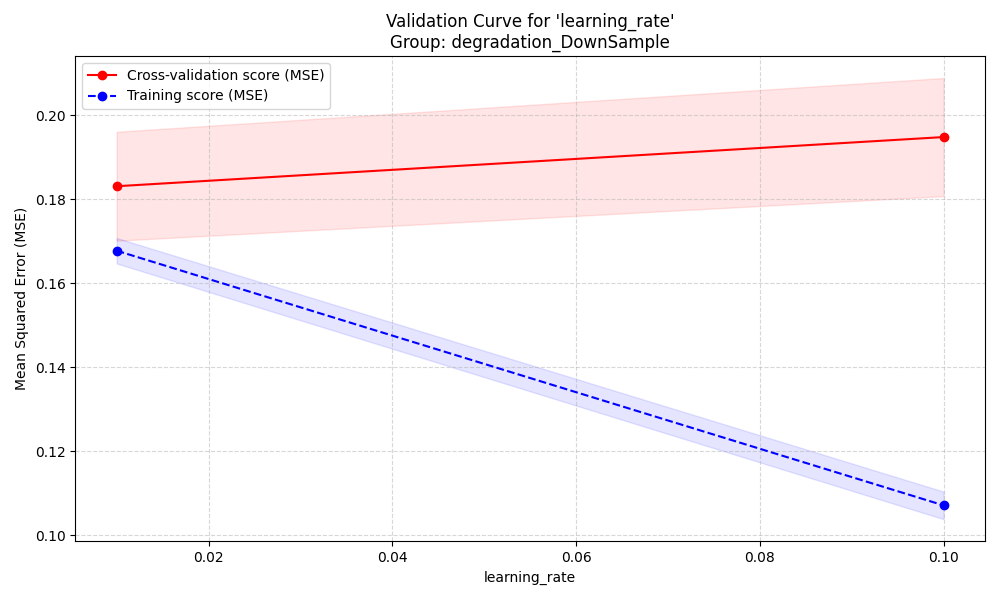 Validation Curve for 'learning_rate'
Group: degradation_DownSample
Cross-validation score (MSE)
Training score (MSE)
Mean Squared Error (MSE)
0.20
0.18
0.16
0.14
0.12
0.10
0.02
0.04
0.06
0.08
0.10
learning_rate